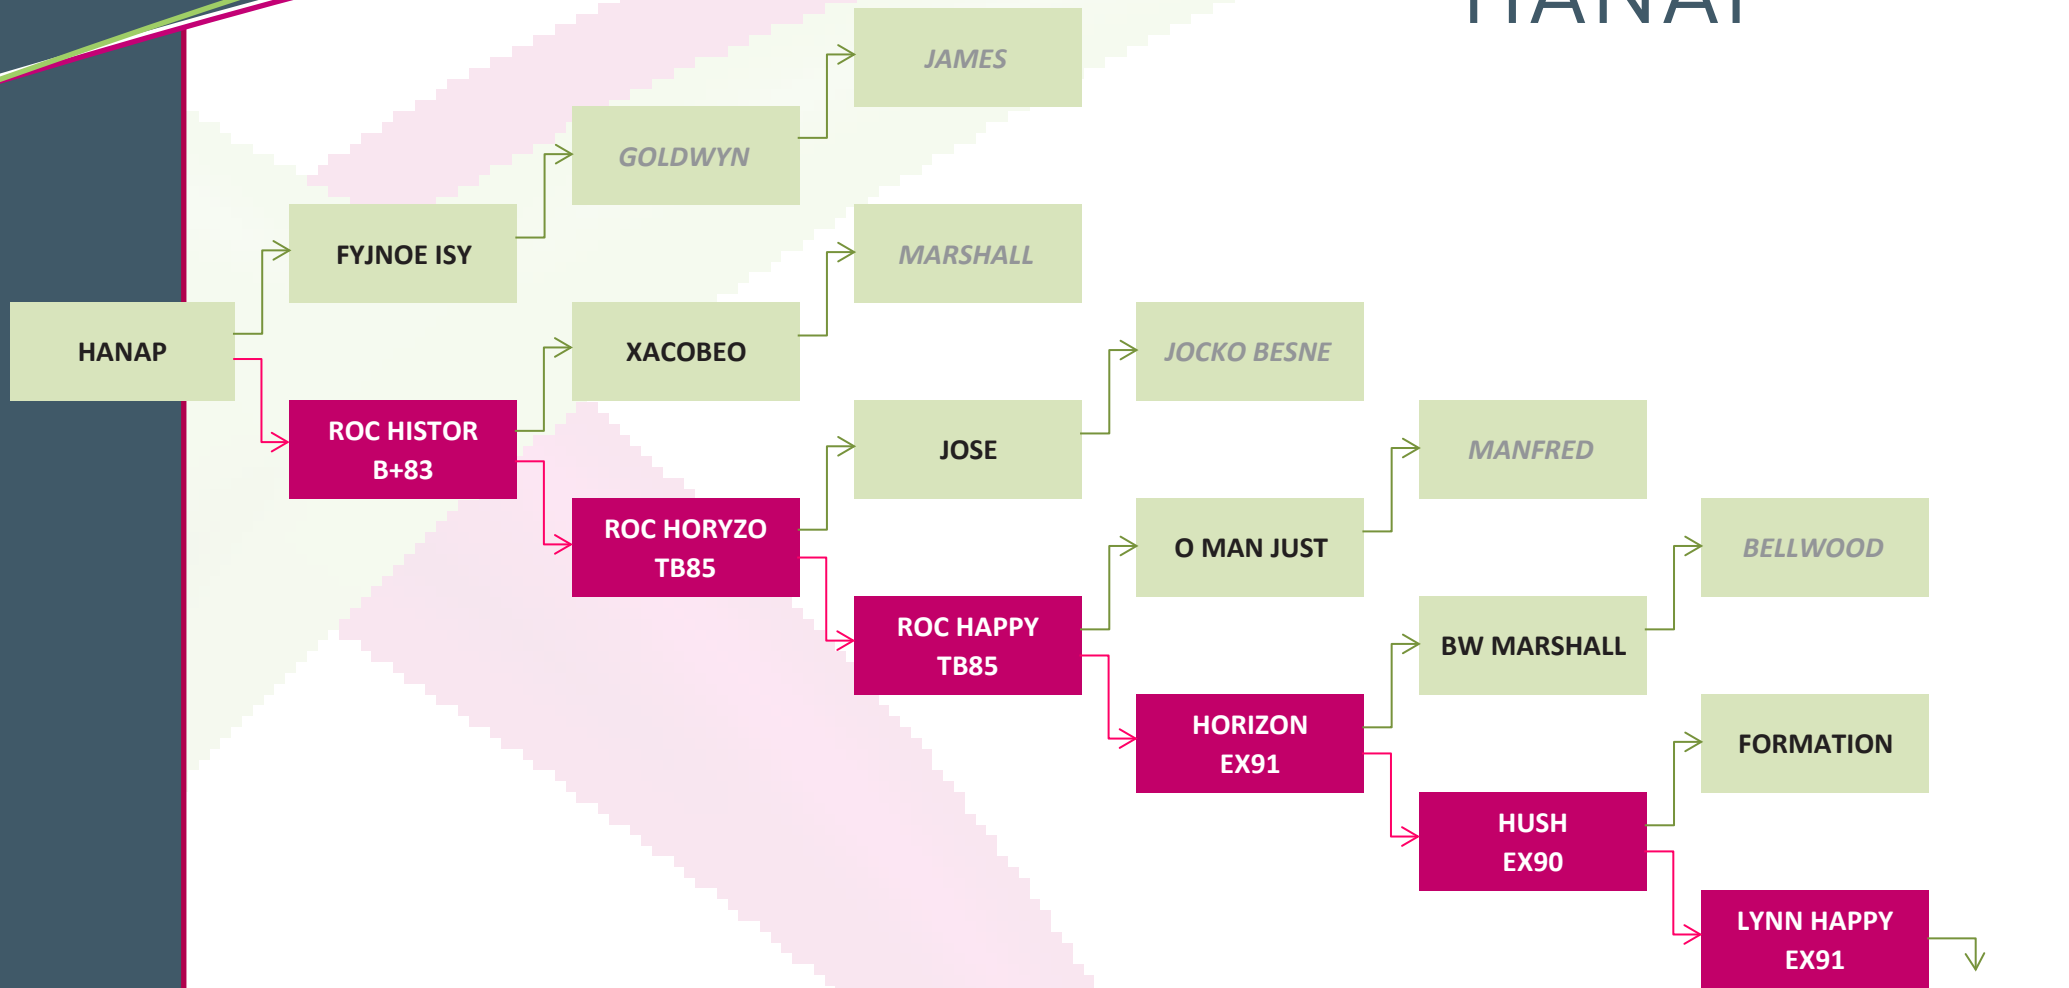 HANAP
JAMES
GOLDWYN
FYJNOE ISY
MARSHALL
HANAP
XACOBEO
JOCKO BESNE
ROC HISTOR
B+83
JOSE
MANFRED
ROC HORYZO
TB85
O MAN JUST
BELLWOOD
ROC HAPPY
TB85
BW MARSHALL
HORIZON
EX91
FORMATION
HUSH
EX90
LYNN HAPPY
EX91